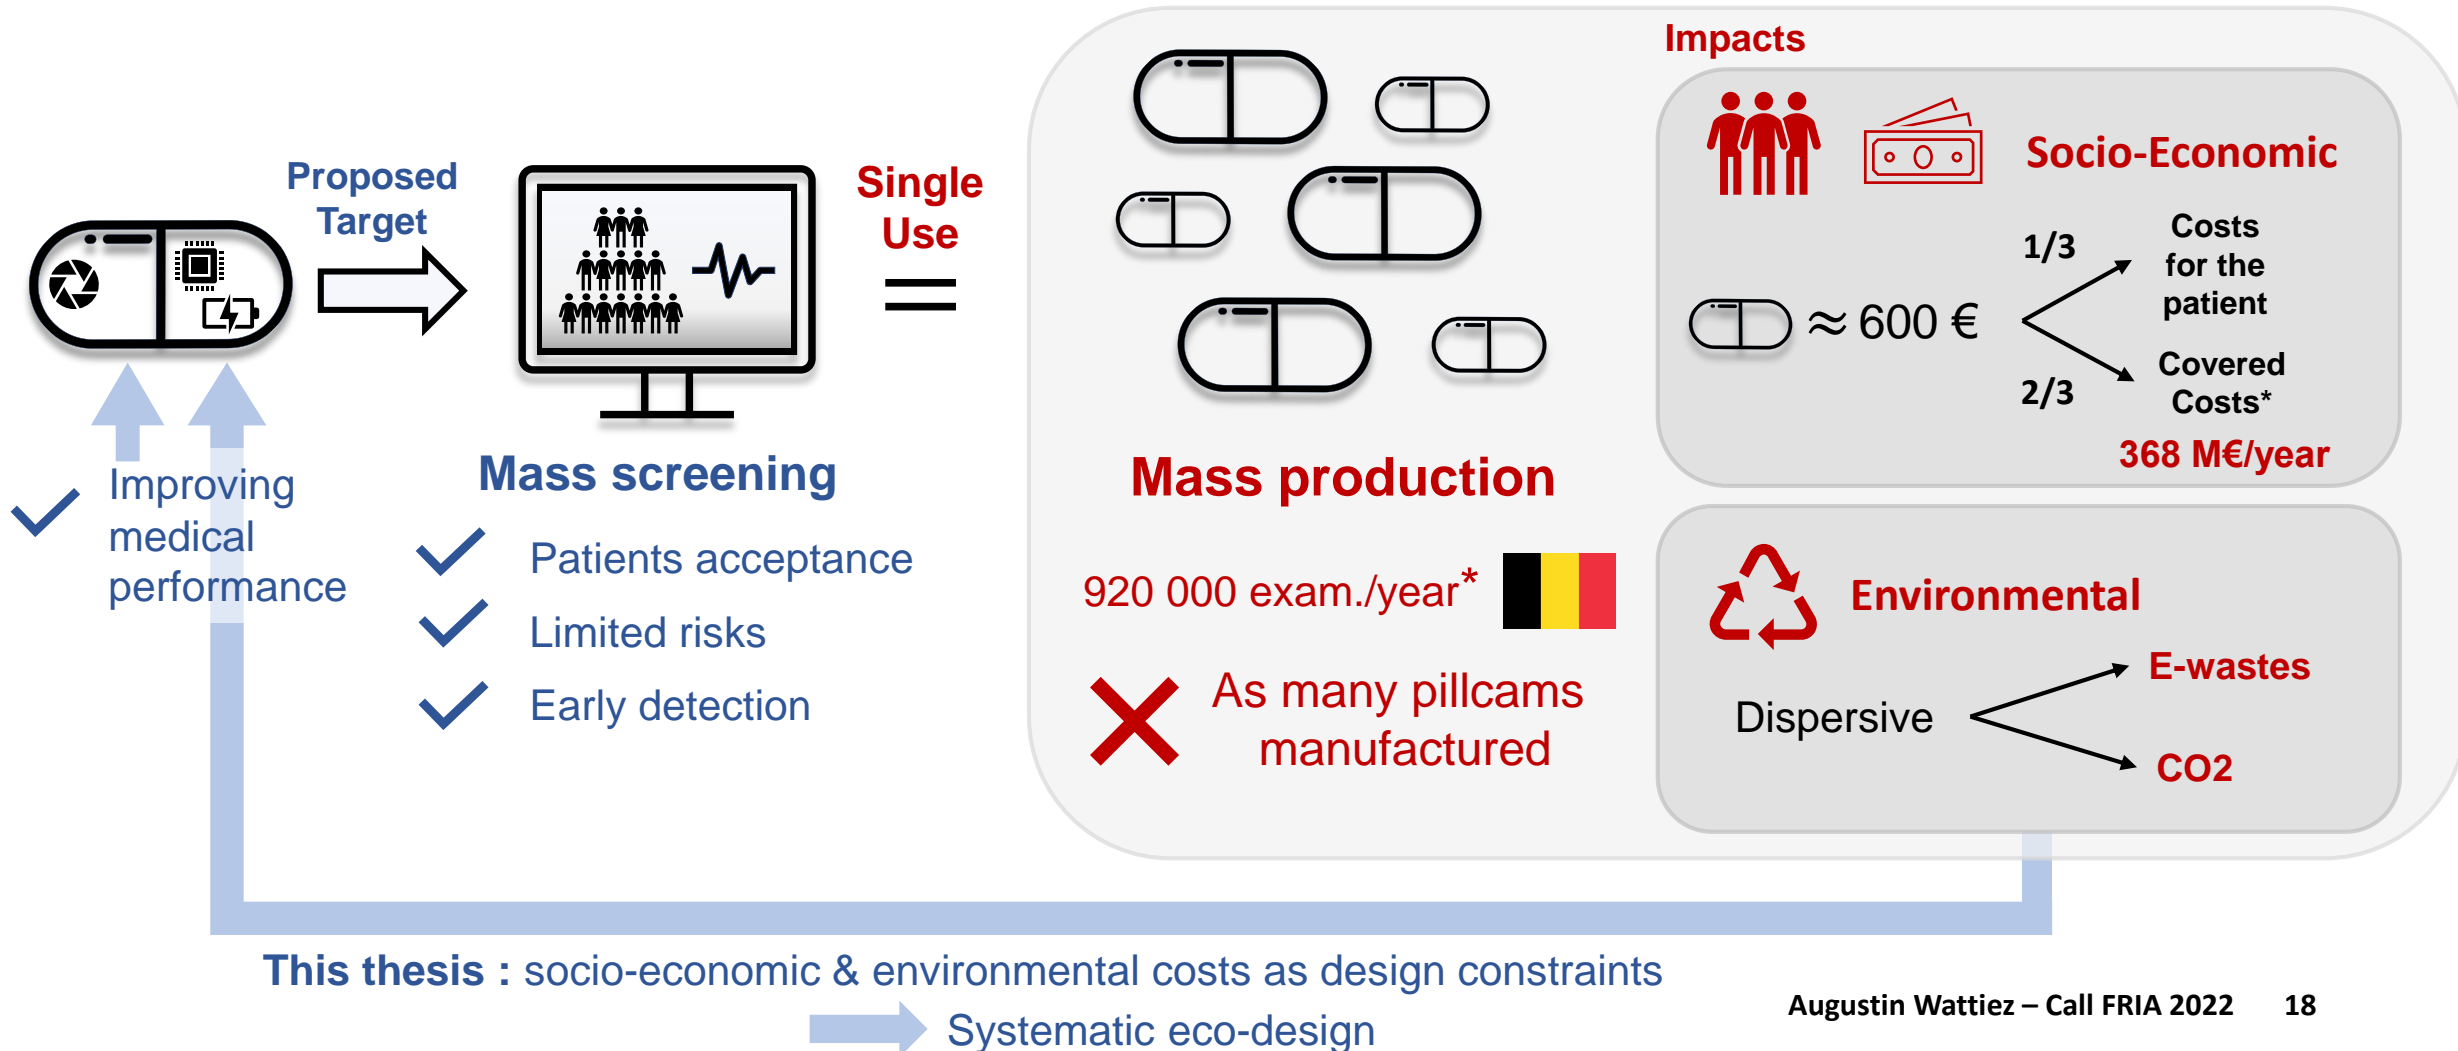 Proposed
Target
Improving
medical
performance
Mass screening
Patients acceptance
Limited risks
Early detection
Single
Use
=
Mass production
920 000 exam./year*
As many pillcams
manufactured
Impacts
Socio-Economic
≈ 600 €
1/3
Costs
for the
patient
2/3
Covered
Costs*
368 M€/year
Environmental
Dispersive
E-wastes
CO2
This thesis : socio-economic & environmental costs as design constraints
Systematic eco-design
Augustin Wattiez – Call FRIA 2022 18